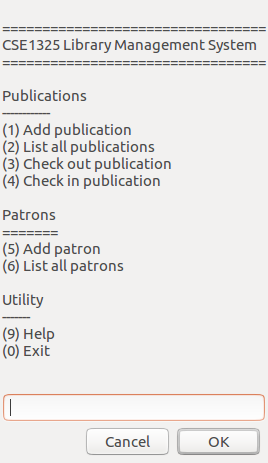 =================================
CSE1325 Library Management System
=================================
Publications
------------
(1) Add publication
(2) List all publications
(3) Check out publication
(4) Check in publication
Patrons
=======
(5) Add patron
(6) List all patrons
Utility
-------
(9) Help
(0) Exit
Cancel OK